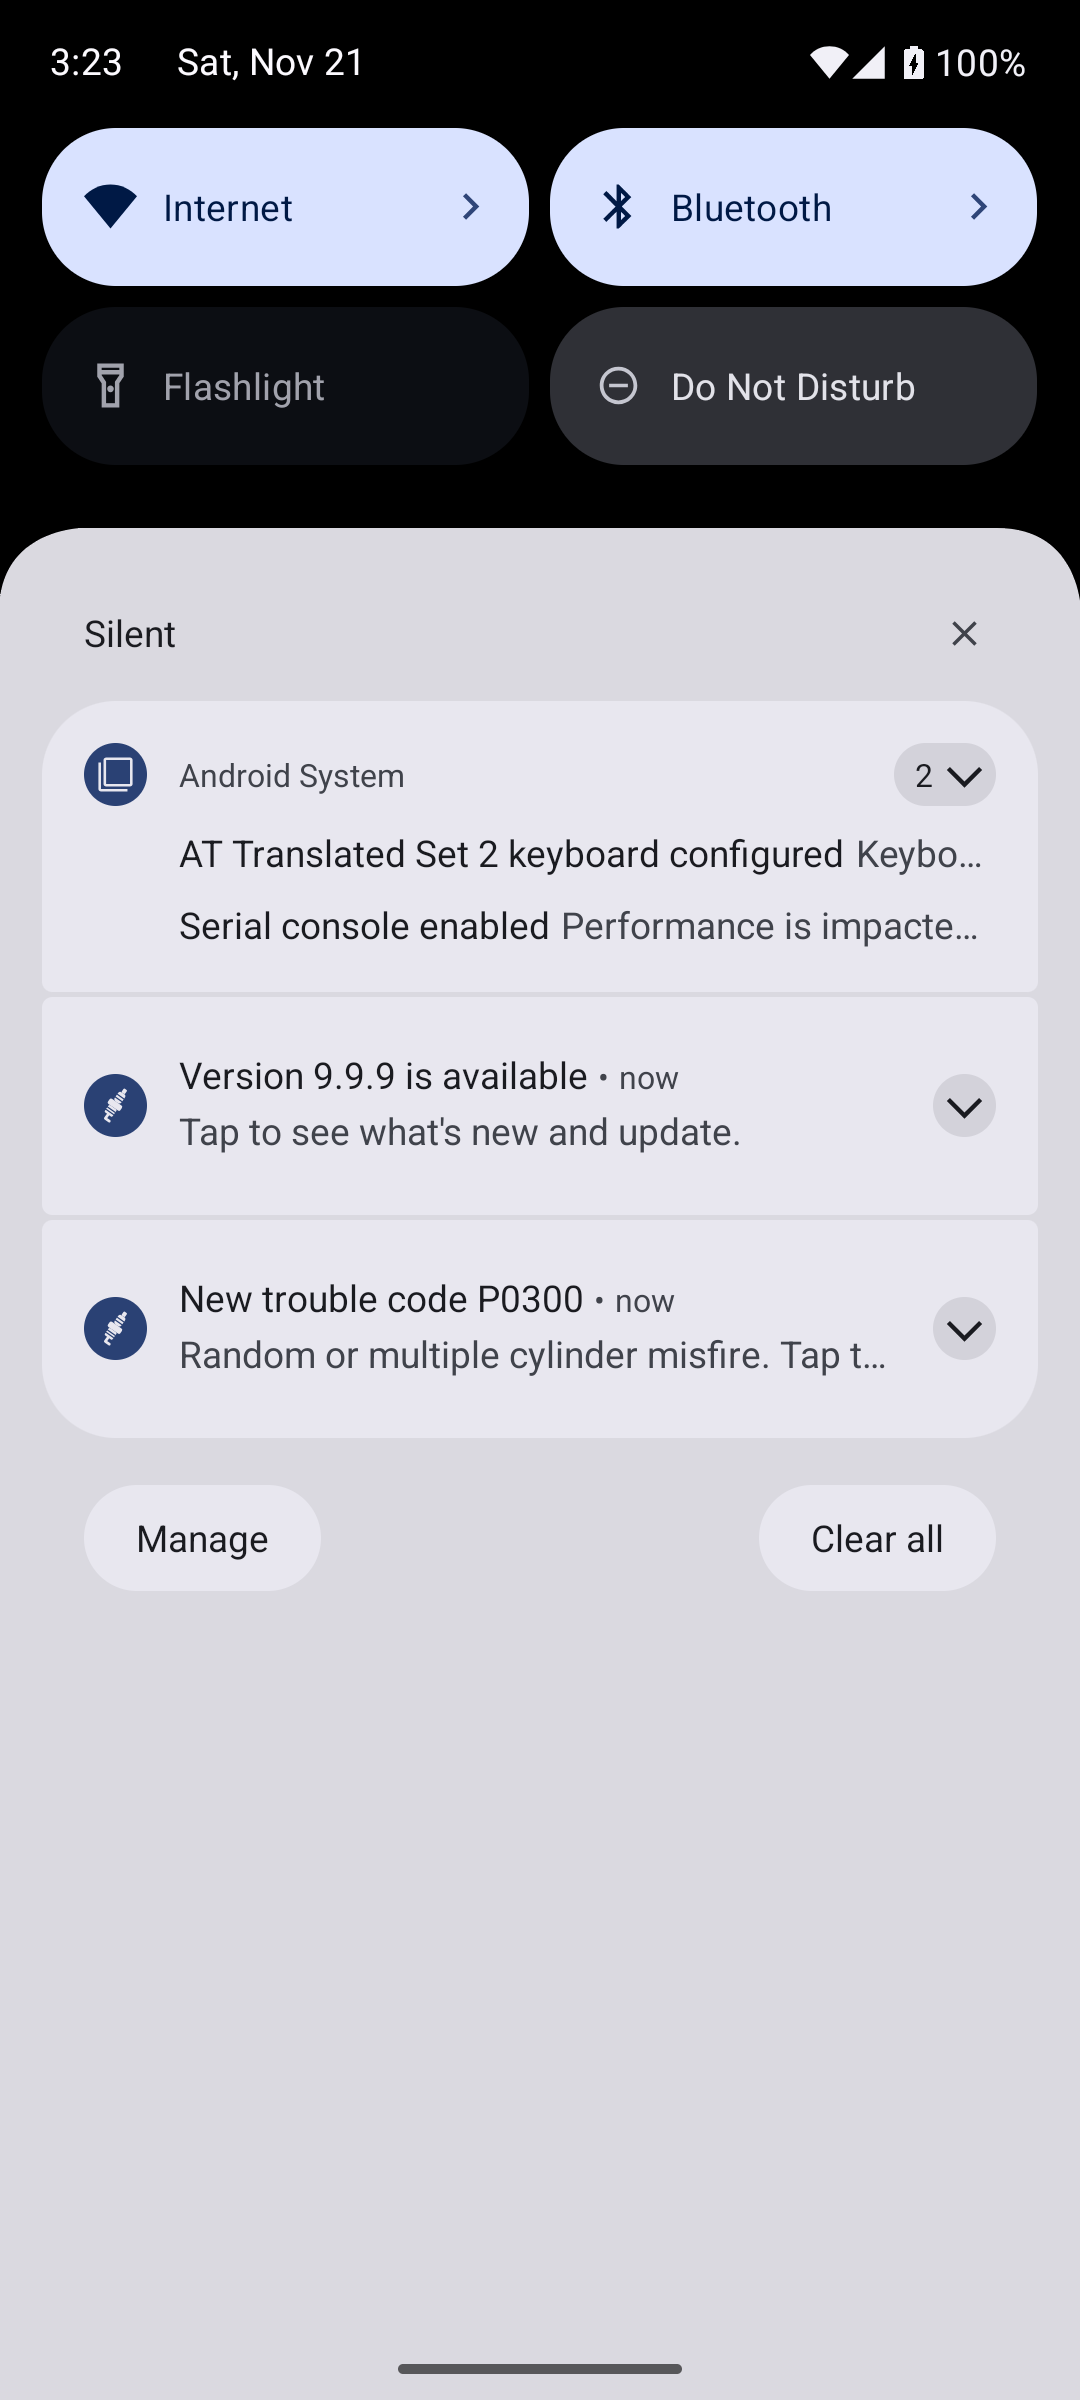 3:23 Sat, Nov 21 100%
Internet Bluetooth
Flashlight Do Not Disturb
Silent
Android System 2
AT Translated Set 2 keyboard configured Keybo…
Serial console enabled Performance is impacte…
Version 9.9.9 is available • now
Tap to see what's new and update.
New trouble code P0300 • now
Random or multiple cylinder misfire. Tap t…
Manage Clear all